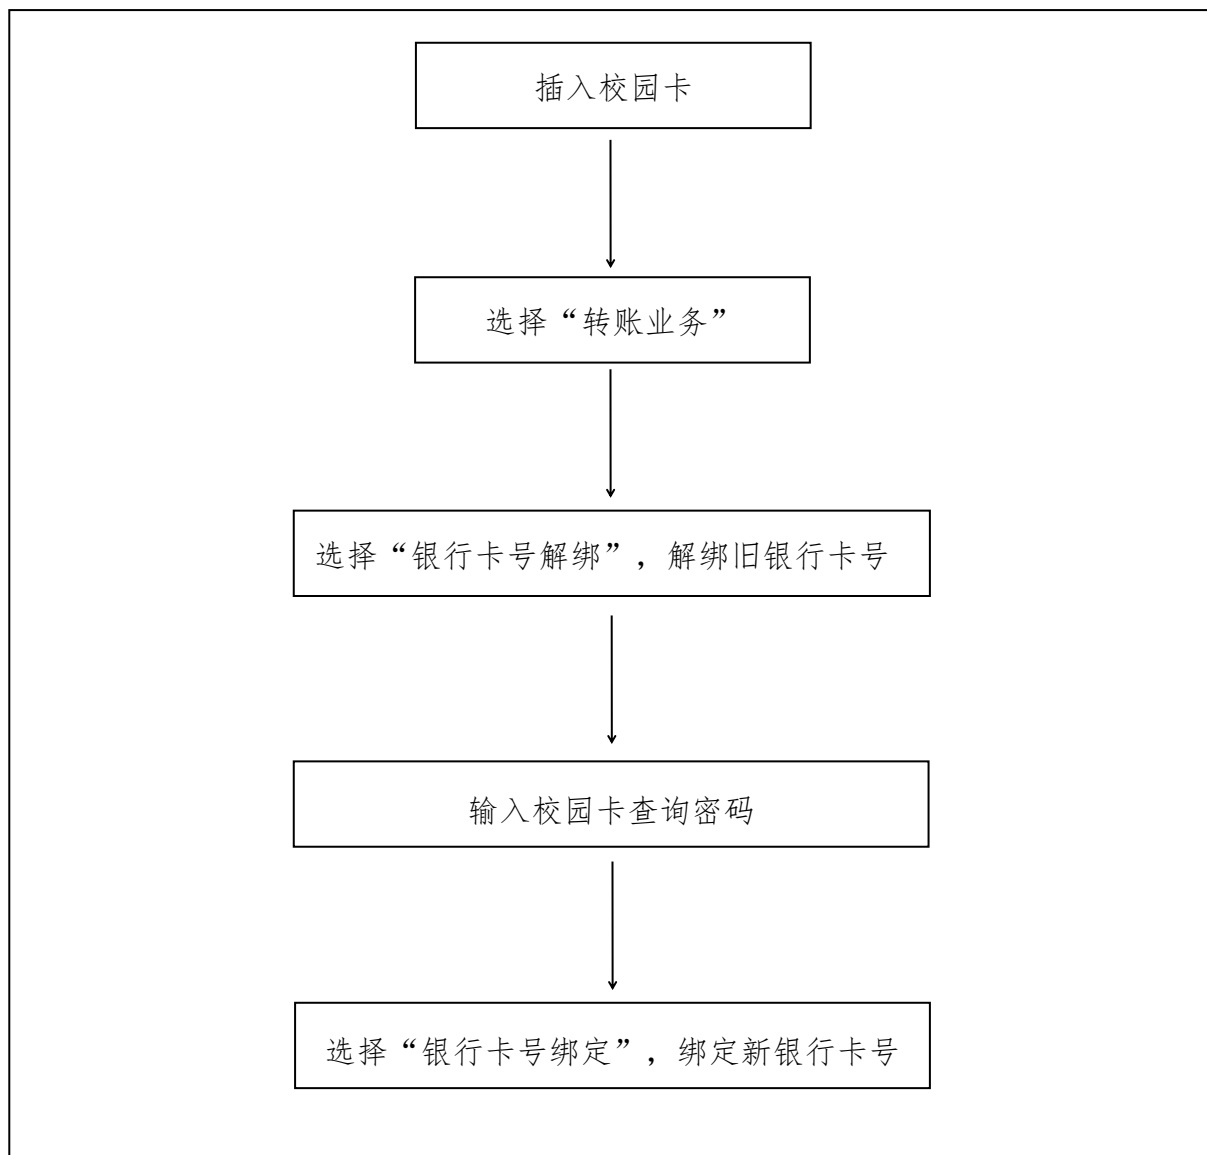 插入校园卡
选择“转账业务”
选择“银行卡号解绑”，解绑旧银行卡号
输入校园卡查询密码
选择“银行卡号绑定”，绑定新银行卡号